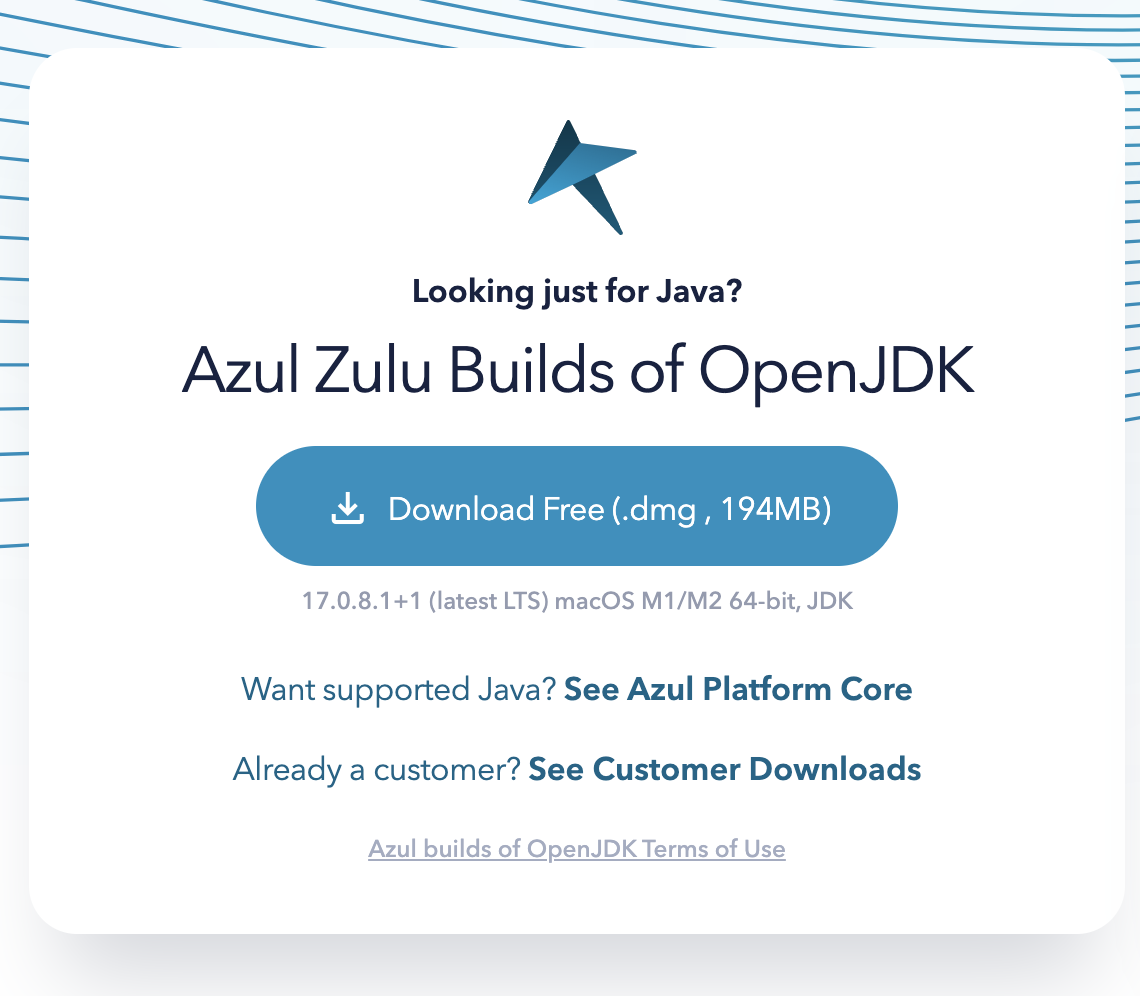 Looking just for Java?
Azul Zulu Builds of OpenJDK
Download Free (.dmg , 194MB)
17.0.8.1+1 (latest LTS) macOS M1/M2 64-bit, JDK
Want supported Java? See Azul Platform Core
Already a customer? See Customer Downloads
Azul builds of OpenJDK Terms of Use